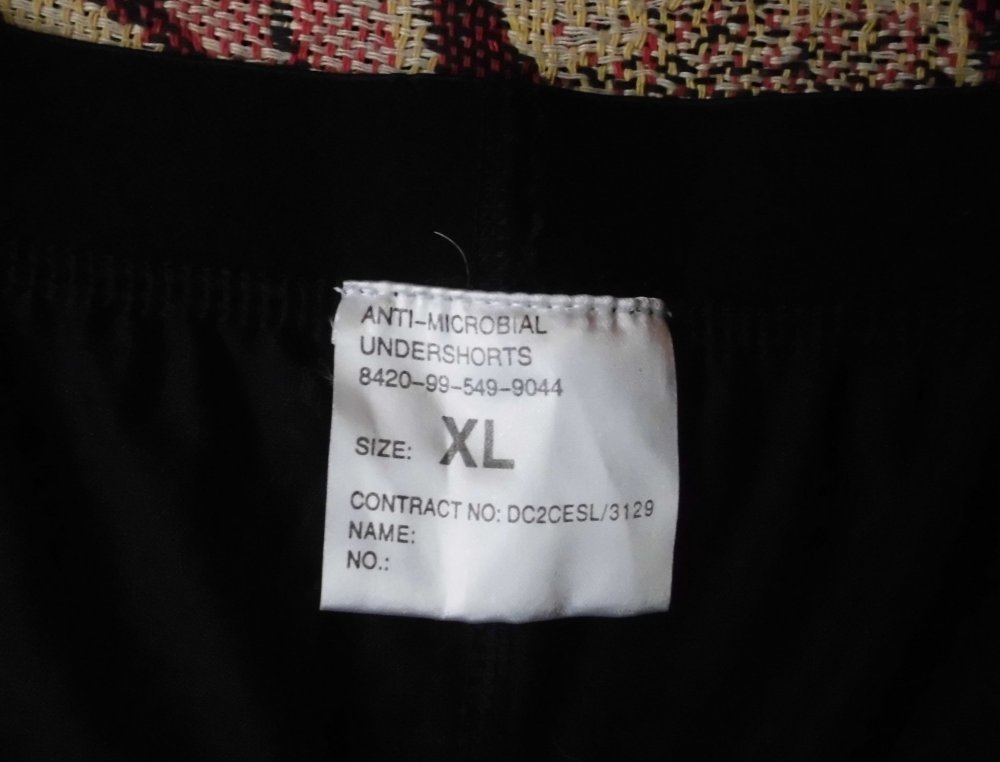 ANTI-MICROBIAL
UNDERSHORTS
8420-99-549-9044
SIZE: XL
CONTRACT NO: DC2CESL/3129
NAME:
NO.: